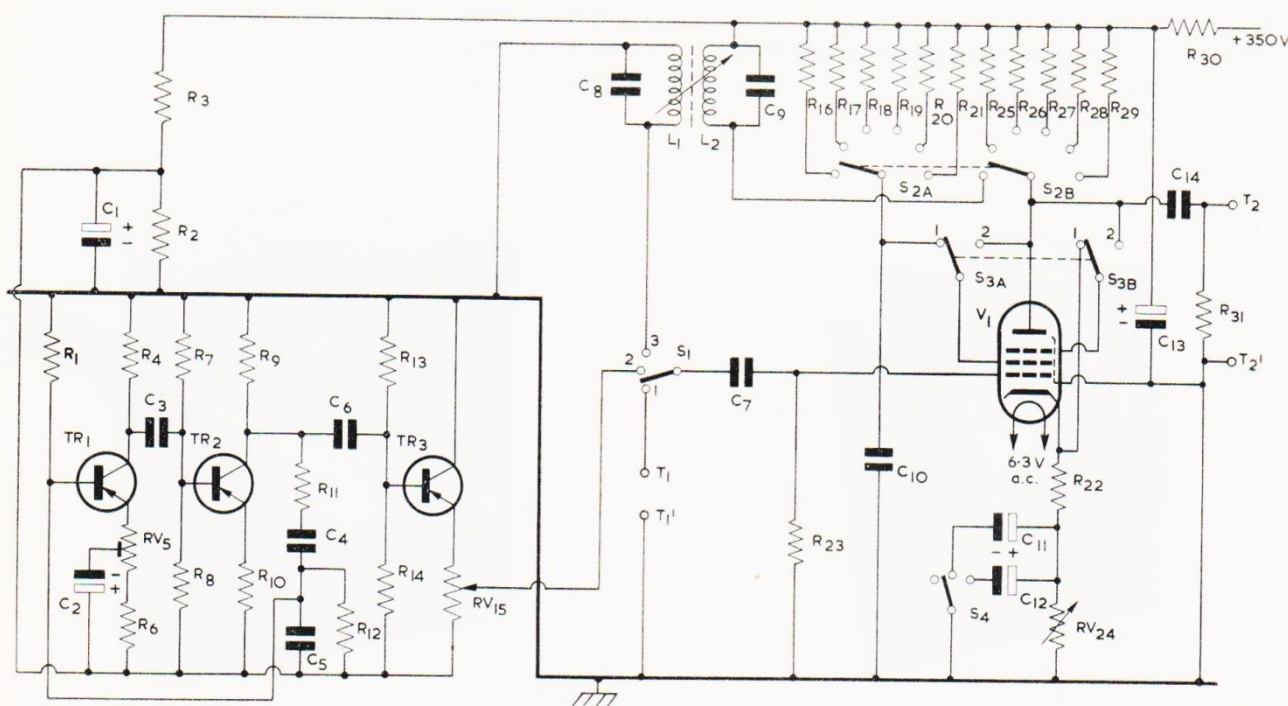 R30
+350V
R3
C8
L1
L2
C9
R16
R17
R18
R19
R20
R21
R25
R26
R27
R28
R29
S2A
S2B
C14
T2
C1
+
-
R2
1
2
1
2
S3A
S3B
V1
+
-
C13
R31
T2'
R1
R4
R7
R9
R13
3
2
1
S1
C7
C3
C6
TR1
TR2
TR3
6·3V
a.c.
C10
R22
T1
T1'
R11
C4
RV5
-
+
C2
R6
R8
R10
C5
R12
R14
RV15
R23
C11
- +
C12
S4
RV24